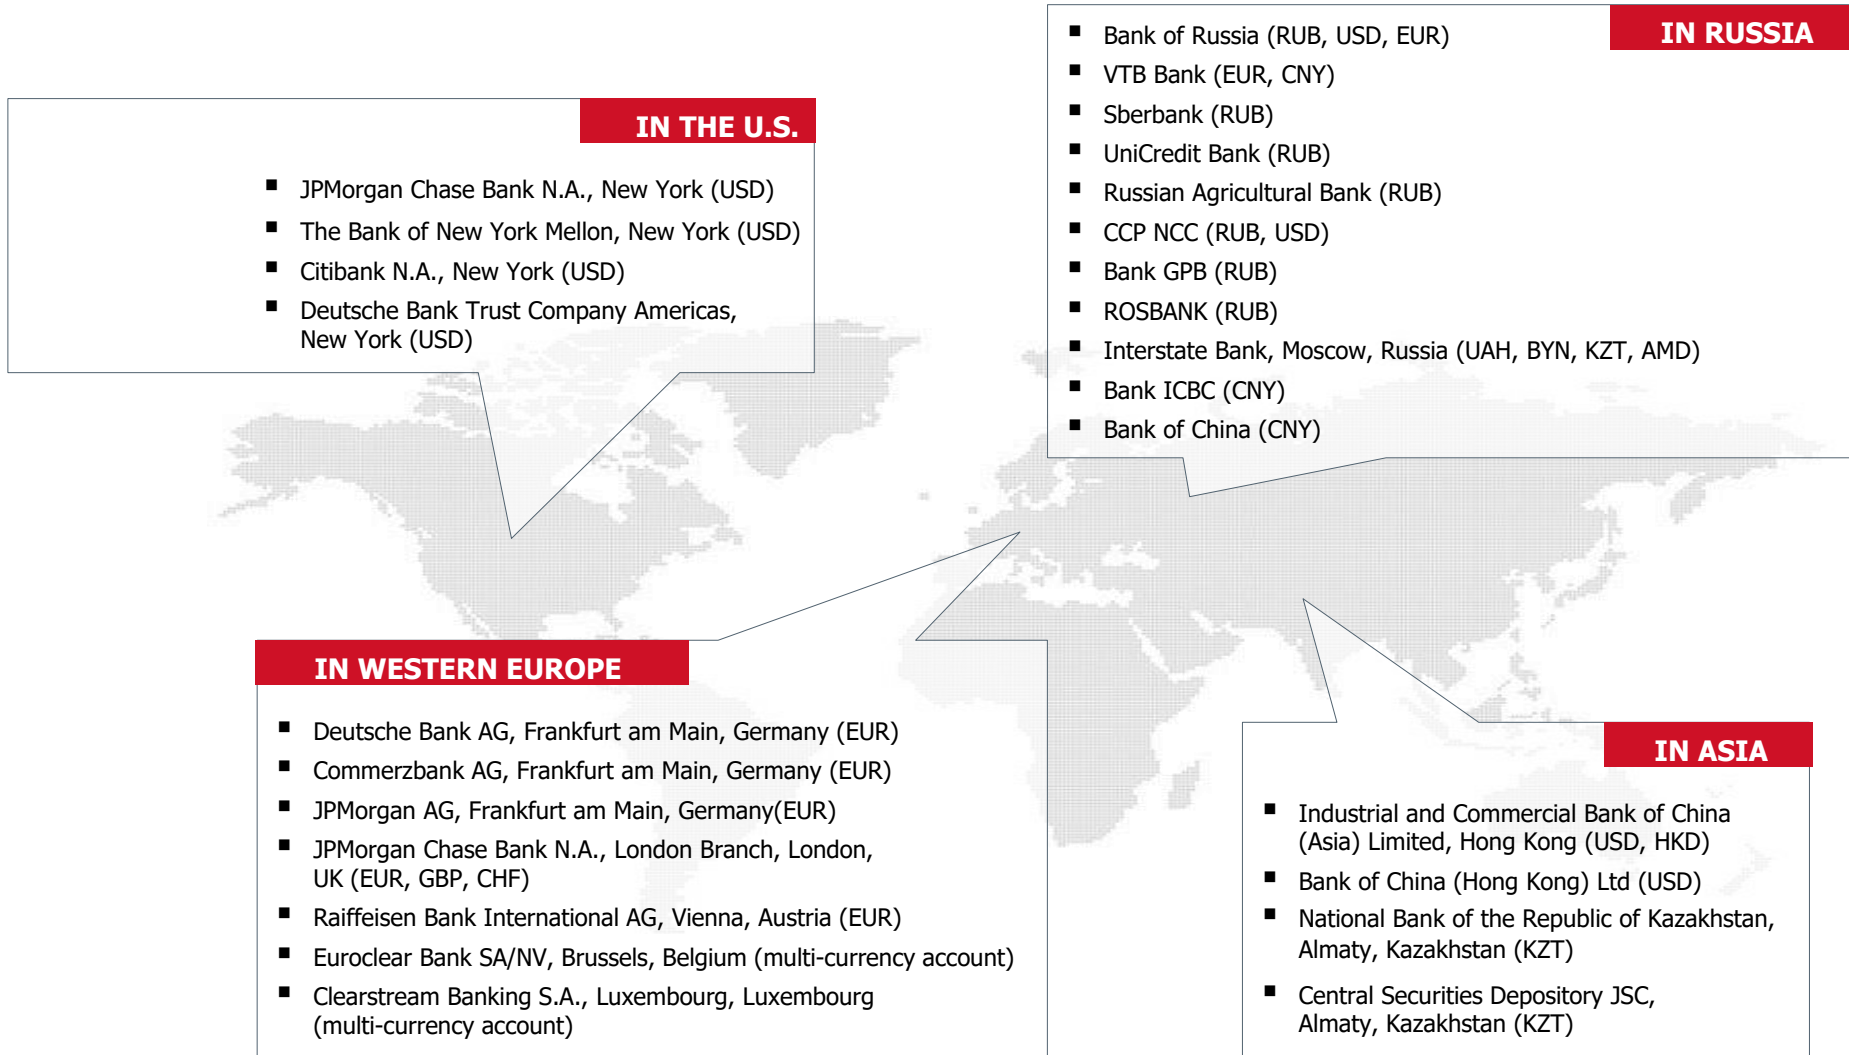 IN THE U.S.
▪ JPMorgan Chase Bank N.A., New York (USD)
▪ The Bank of New York Mellon, New York (USD)
▪ Citibank N.A., New York (USD)
▪ Deutsche Bank Trust Company Americas,
New York (USD)
IN RUSSIA
▪ Bank of Russia (RUB, USD, EUR)
▪ VTB Bank (EUR, CNY)
▪ Sberbank (RUB)
▪ UniCredit Bank (RUB)
▪ Russian Agricultural Bank (RUB)
▪ CCP NCC (RUB, USD)
▪ Bank GPB (RUB)
▪ ROSBANK (RUB)
▪ Interstate Bank, Moscow, Russia (UAH, BYN, KZT, AMD)
▪ Bank ICBC (CNY)
▪ Bank of China (CNY)
IN WESTERN EUROPE
▪ Deutsche Bank AG, Frankfurt am Main, Germany (EUR)
▪ Commerzbank AG, Frankfurt am Main, Germany (EUR)
▪ JPMorgan AG, Frankfurt am Main, Germany(EUR)
▪ JPMorgan Chase Bank N.A., London Branch, London,
UK (EUR, GBP, CHF)
▪ Raiffeisen Bank International AG, Vienna, Austria (EUR)
▪ Euroclear Bank SA/NV, Brussels, Belgium (multi-currency account)
▪ Clearstream Banking S.A., Luxembourg, Luxembourg
(multi-currency account)
IN ASIA
▪ Industrial and Commercial Bank of China
(Asia) Limited, Hong Kong (USD, HKD)
▪ Bank of China (Hong Kong) Ltd (USD)
▪ National Bank of the Republic of Kazakhstan,
Almaty, Kazakhstan (KZT)
▪ Central Securities Depository JSC,
Almaty, Kazakhstan (KZT)